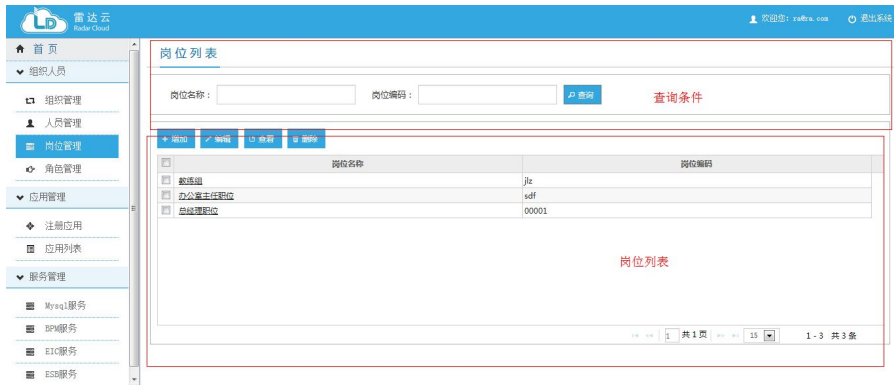 LD 雷达云
Radar Cloud
欢迎您: ra@ra.com 退出系统
首页
组织人员
组织管理
人员管理
岗位管理
角色管理
应用管理
注册应用
应用列表
服务管理
Mysql服务
BPM服务
EIC服务
ESB服务
岗位列表
岗位名称： 岗位编码： 查询 查询条件
增加 编辑 查看 删除
岗位名称 岗位编码
教练组 jlz
办公室主任职位 sdf
总经理职位 00001
岗位列表
1 共1页 15 1-3 共3条